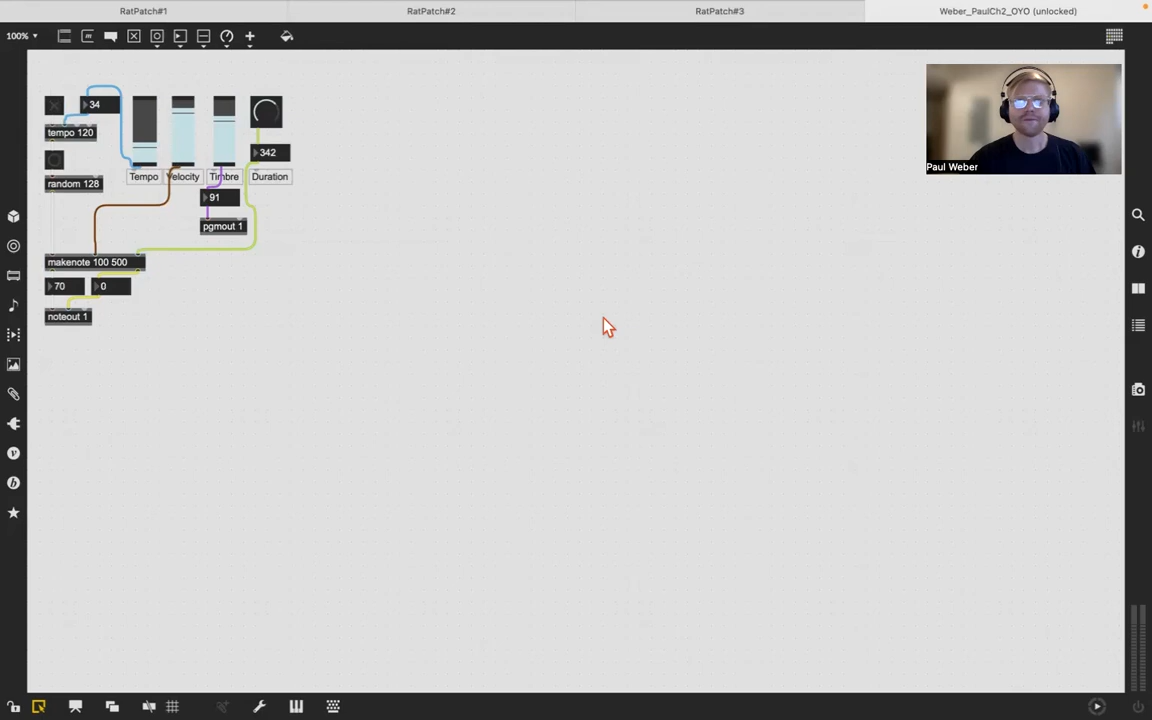 RatPatch#1
RatPatch#2
RatPatch#3
Weber_PaulCh2_OYO (unlocked)
100%
34
tempo 120
342
Tempo
Velocity
Timbre
Duration
random 128
91
pgmout 1
makenote 100 500
70
0
noteout 1
Paul Weber